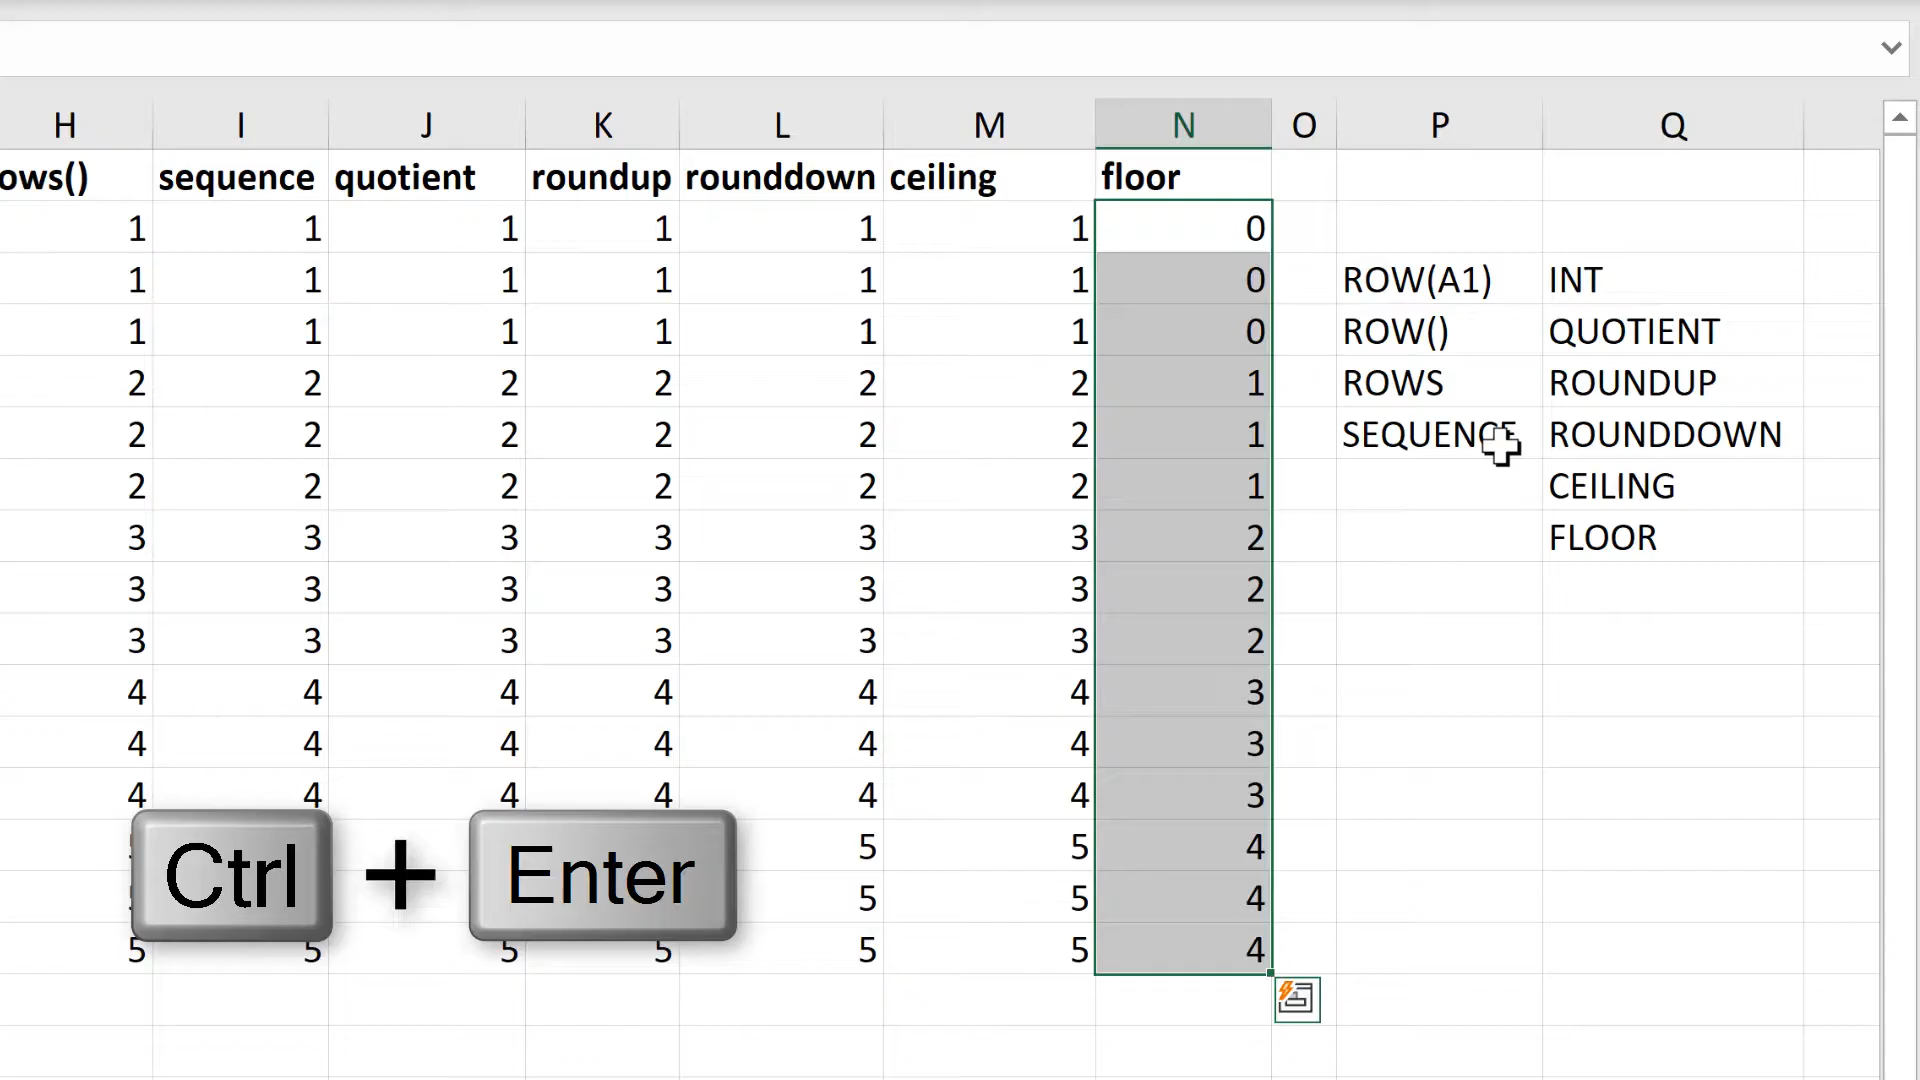 H I J K L M N O P Q
ows() sequence quotient roundup rounddown ceiling floor
1 1 1 1 1 1 0
1 1 1 1 1 1 0 ROW(A1) INT
1 1 1 1 1 1 0 ROW() QUOTIENT
2 2 2 2 2 2 1 ROWS ROUNDUP
2 2 2 2 2 2 1 SEQUENCE ROUNDDOWN
2 2 2 2 2 2 1 CEILING
3 3 3 3 3 3 2 FLOOR
3 3 3 3 3 3 2
3 3 3 3 3 3 2
4 4 4 4 4 4 3
4 4 4 4 4 4 3
4 4 4 4 4 4 3
5 5 4
Ctrl + Enter
5 5 4
5 5 5 5 5 5 4